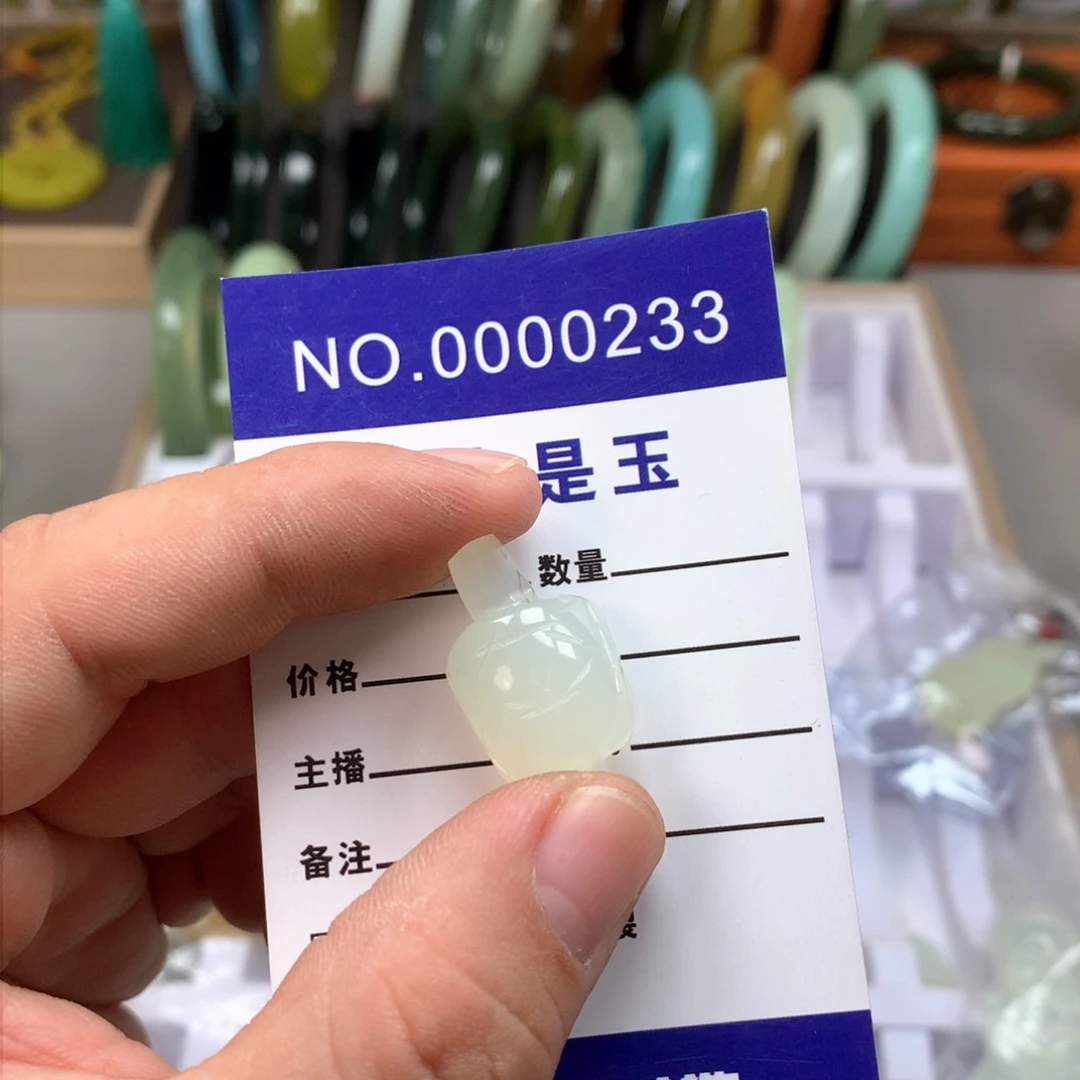 NO.0000233
是玉
数量
价格
主播
备注